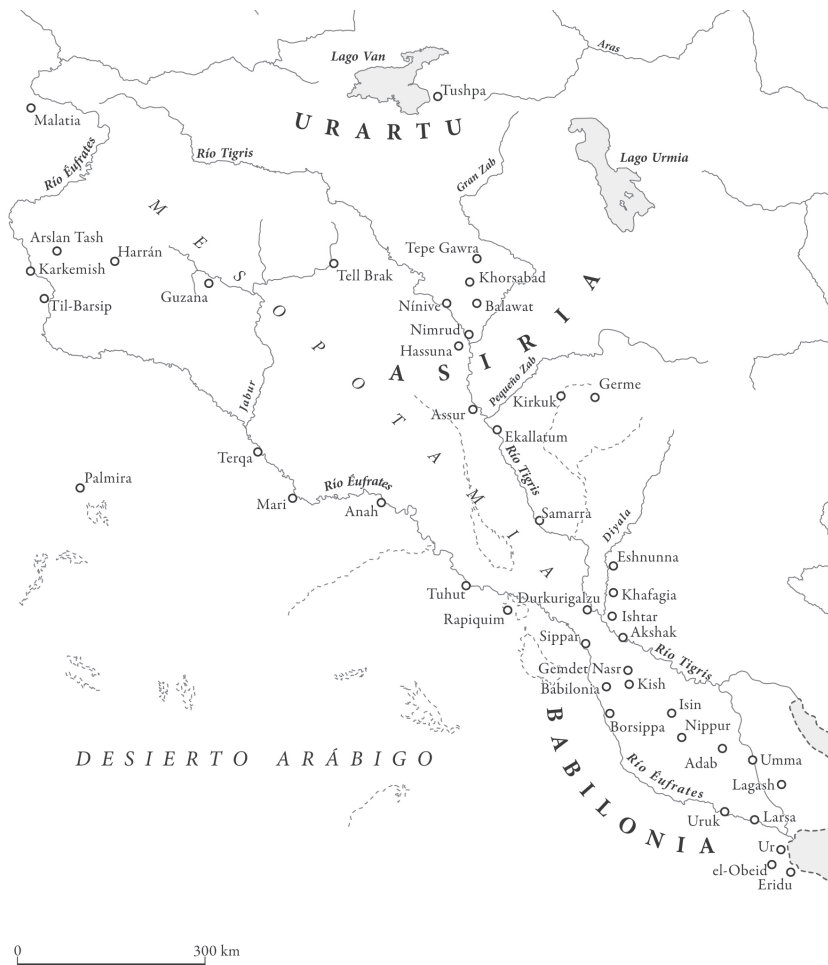 Lago Van
Aras
Tushpa
Malatia
URARTU
Río Tigris
Río Éufrates
Lago Urmia
Gran Zab
MESOPOTAMIA
Arslan Tash
Harrán
Karkemish
Til-Barsip
Guzana
Tell Brak
Tepe Gawra
Khorsabad
Nínive
Balawat
Nimrud
Hassuna
ASIRIA
Pequeño Zab
Kirkuk
Germe
Jabur
Assur
Ekallatum
Terqa
Río Tigris
Palmira
Mari
Río Éufrates
Anah
Samarra
Diyala
Eshnunna
Tuhut
Durkurigalzu
Khafagia
Rapiquim
Ishtar
Sippar
Akshak
Río Tigris
Gemdet Nasr
Kish
Babilonia
Isin
Borsippa
Nippur
BABILONIA
Adab
Umma
DESIERTO ARÁBIGO
Río Éufrates
Lagash
Uruk
Larsa
Ur
el-Obeid
Eridu
0
300 km